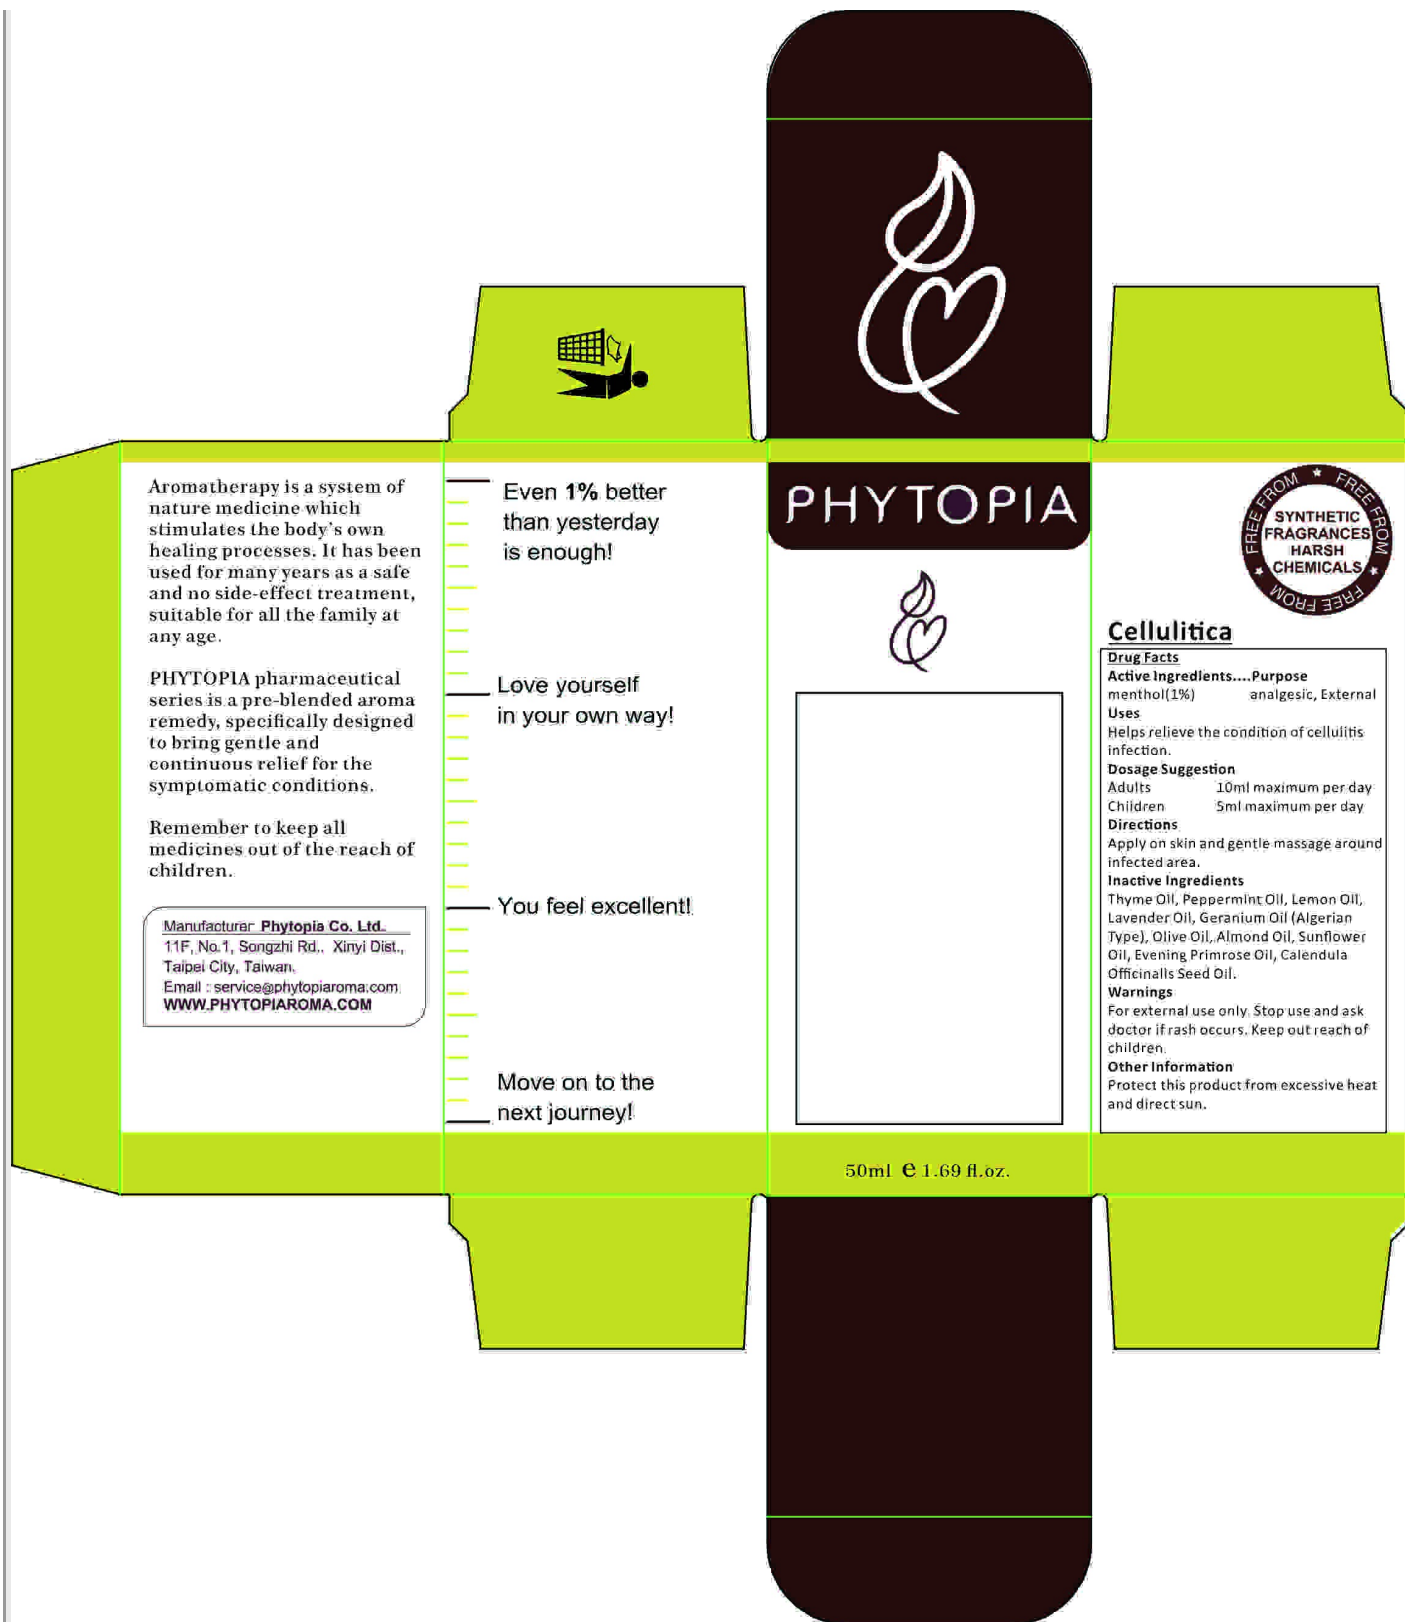 Aromatherapy is a system of
nature medicine which
stimulates the body's own
healing processes. It has been
used for many years as a safe
and no side-effect treatment,
suitable for all the family at
any age.
PHYTOPIA pharmaceutical
series is a pre-blended aroma
remedy, specifically designed
to bring gentle and
continuous relief for the
symptomatic conditions.
Remember to keep all
medicines out of the reach of
children.
Manufacturer Phytopia Co. Ltd.
11F, No.1, Songzhi Rd., Xinyi Dist.,
Taipei City, Taiwan.
Email : service@phytopiaroma.com
WWW.PHYTOPIAROMA.COM
Even 1% better
than yesterday
is enough!
Love yourself
in your own way!
You feel excellent!
Move on to the
next journey!
PHYTOPIA
50ml e 1.69 fl.oz.
FREE FROM ★ FREE FROM ★ FREE FROM ★
SYNTHETIC
FRAGRANCES
HARSH
CHEMICALS
Cellulitica
Drug Facts
Active Ingredients....Purpose
menthol(1%) analgesic, External
Uses
Helps relieve the condition of cellulitis
infection.
Dosage Suggestion
Adults 10ml maximum per day
Children 5ml maximum per day
Directions
Apply on skin and gentle massage around
infected area.
Inactive Ingredients
Thyme Oil, Peppermint Oil, Lemon Oil,
Lavender Oil, Geranium Oil (Algerian
Type), Olive Oil, Almond Oil, Sunflower
Oil, Evening Primrose Oil, Calendula
Officinalls Seed Oil.
Warnings
For external use only. Stop use and ask
doctor if rash occurs. Keep out reach of
children.
Other Information
Protect this product from excessive heat
and direct sun.